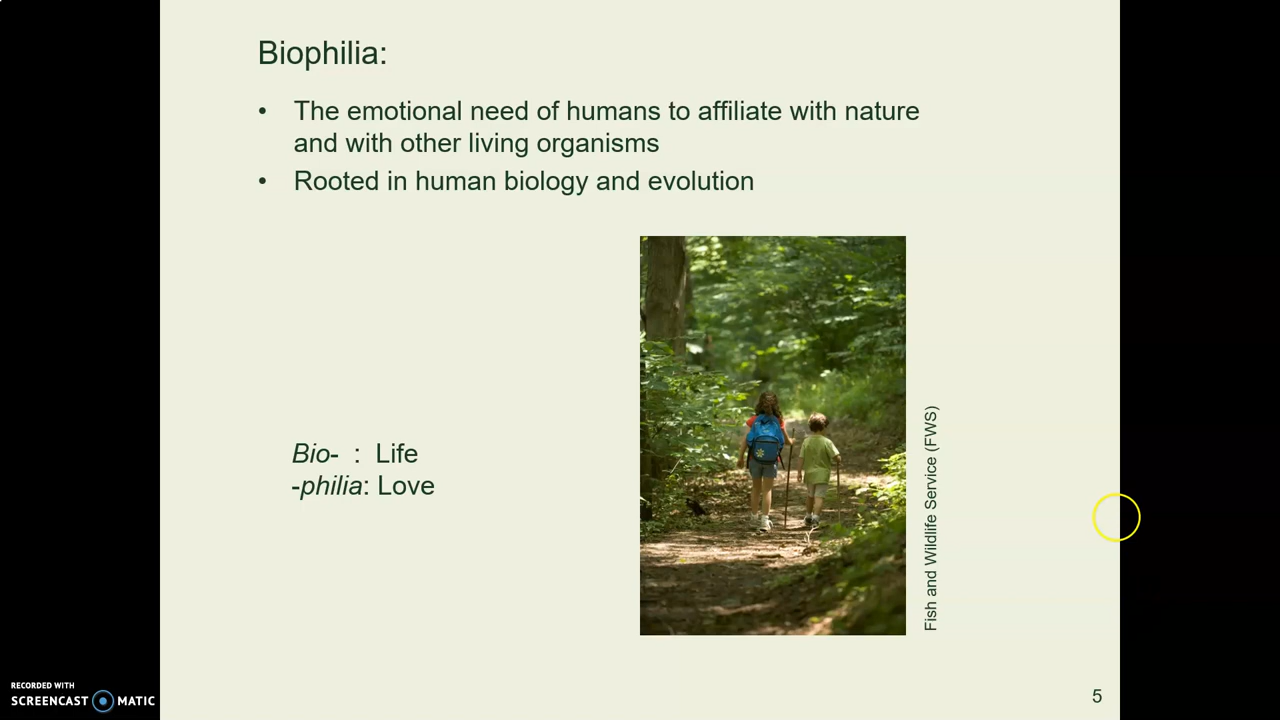 Biophilia:
• The emotional need of humans to affiliate with nature
and with other living organisms
• Rooted in human biology and evolution
Bio- : Life
-philia: Love
Fish and Wildlife Service (FWS)
5
RECORDED WITH
SCREENCAST MATIC